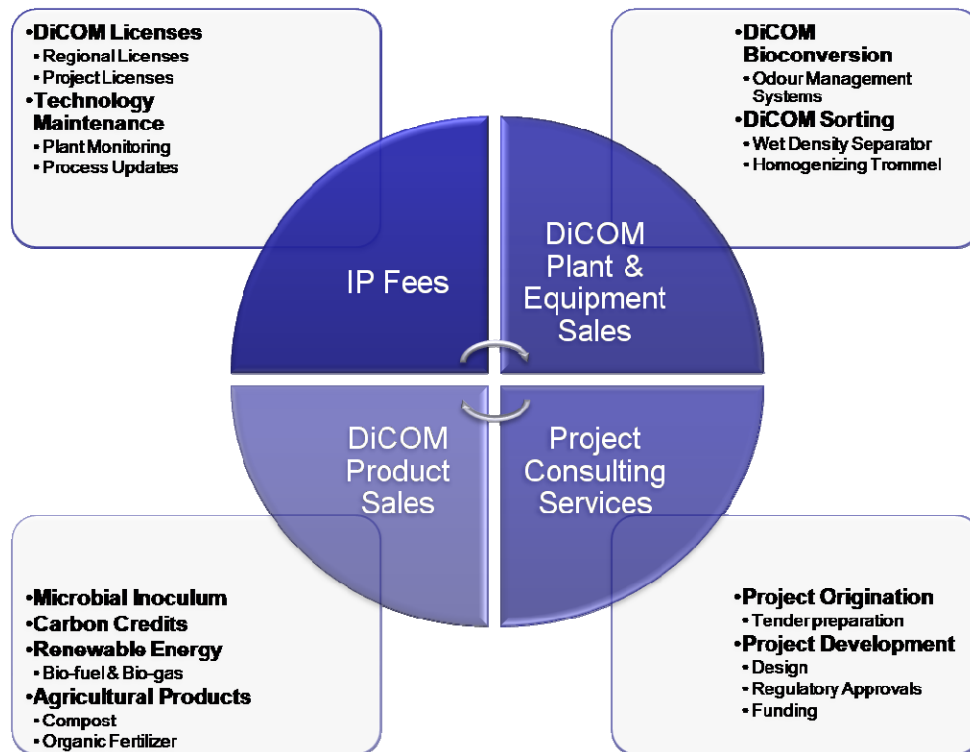 •DiCOM Licenses
▪Regional Licenses
▪Project Licenses
•Technology
Maintenance
▪Plant Monitoring
▪Process Updates
•DiCOM
Bioconversion
▪Odour Management
Systems
•DiCOM Sorting
▪Wet Density Separator
▪Homogenizing Trommel
IP Fees
DiCOM
Plant &
Equipment
Sales
DiCOM
Product
Sales
Project
Consulting
Services
•Microbial Inoculum
•Carbon Credits
•Renewable Energy
▪Bio-fuel & Bio-gas
•Agricultural Products
▪Compost
▪Organic Fertilizer
•Project Origination
▪Tender preparation
•Project Development
▪Design
▪Regulatory Approvals
▪Funding